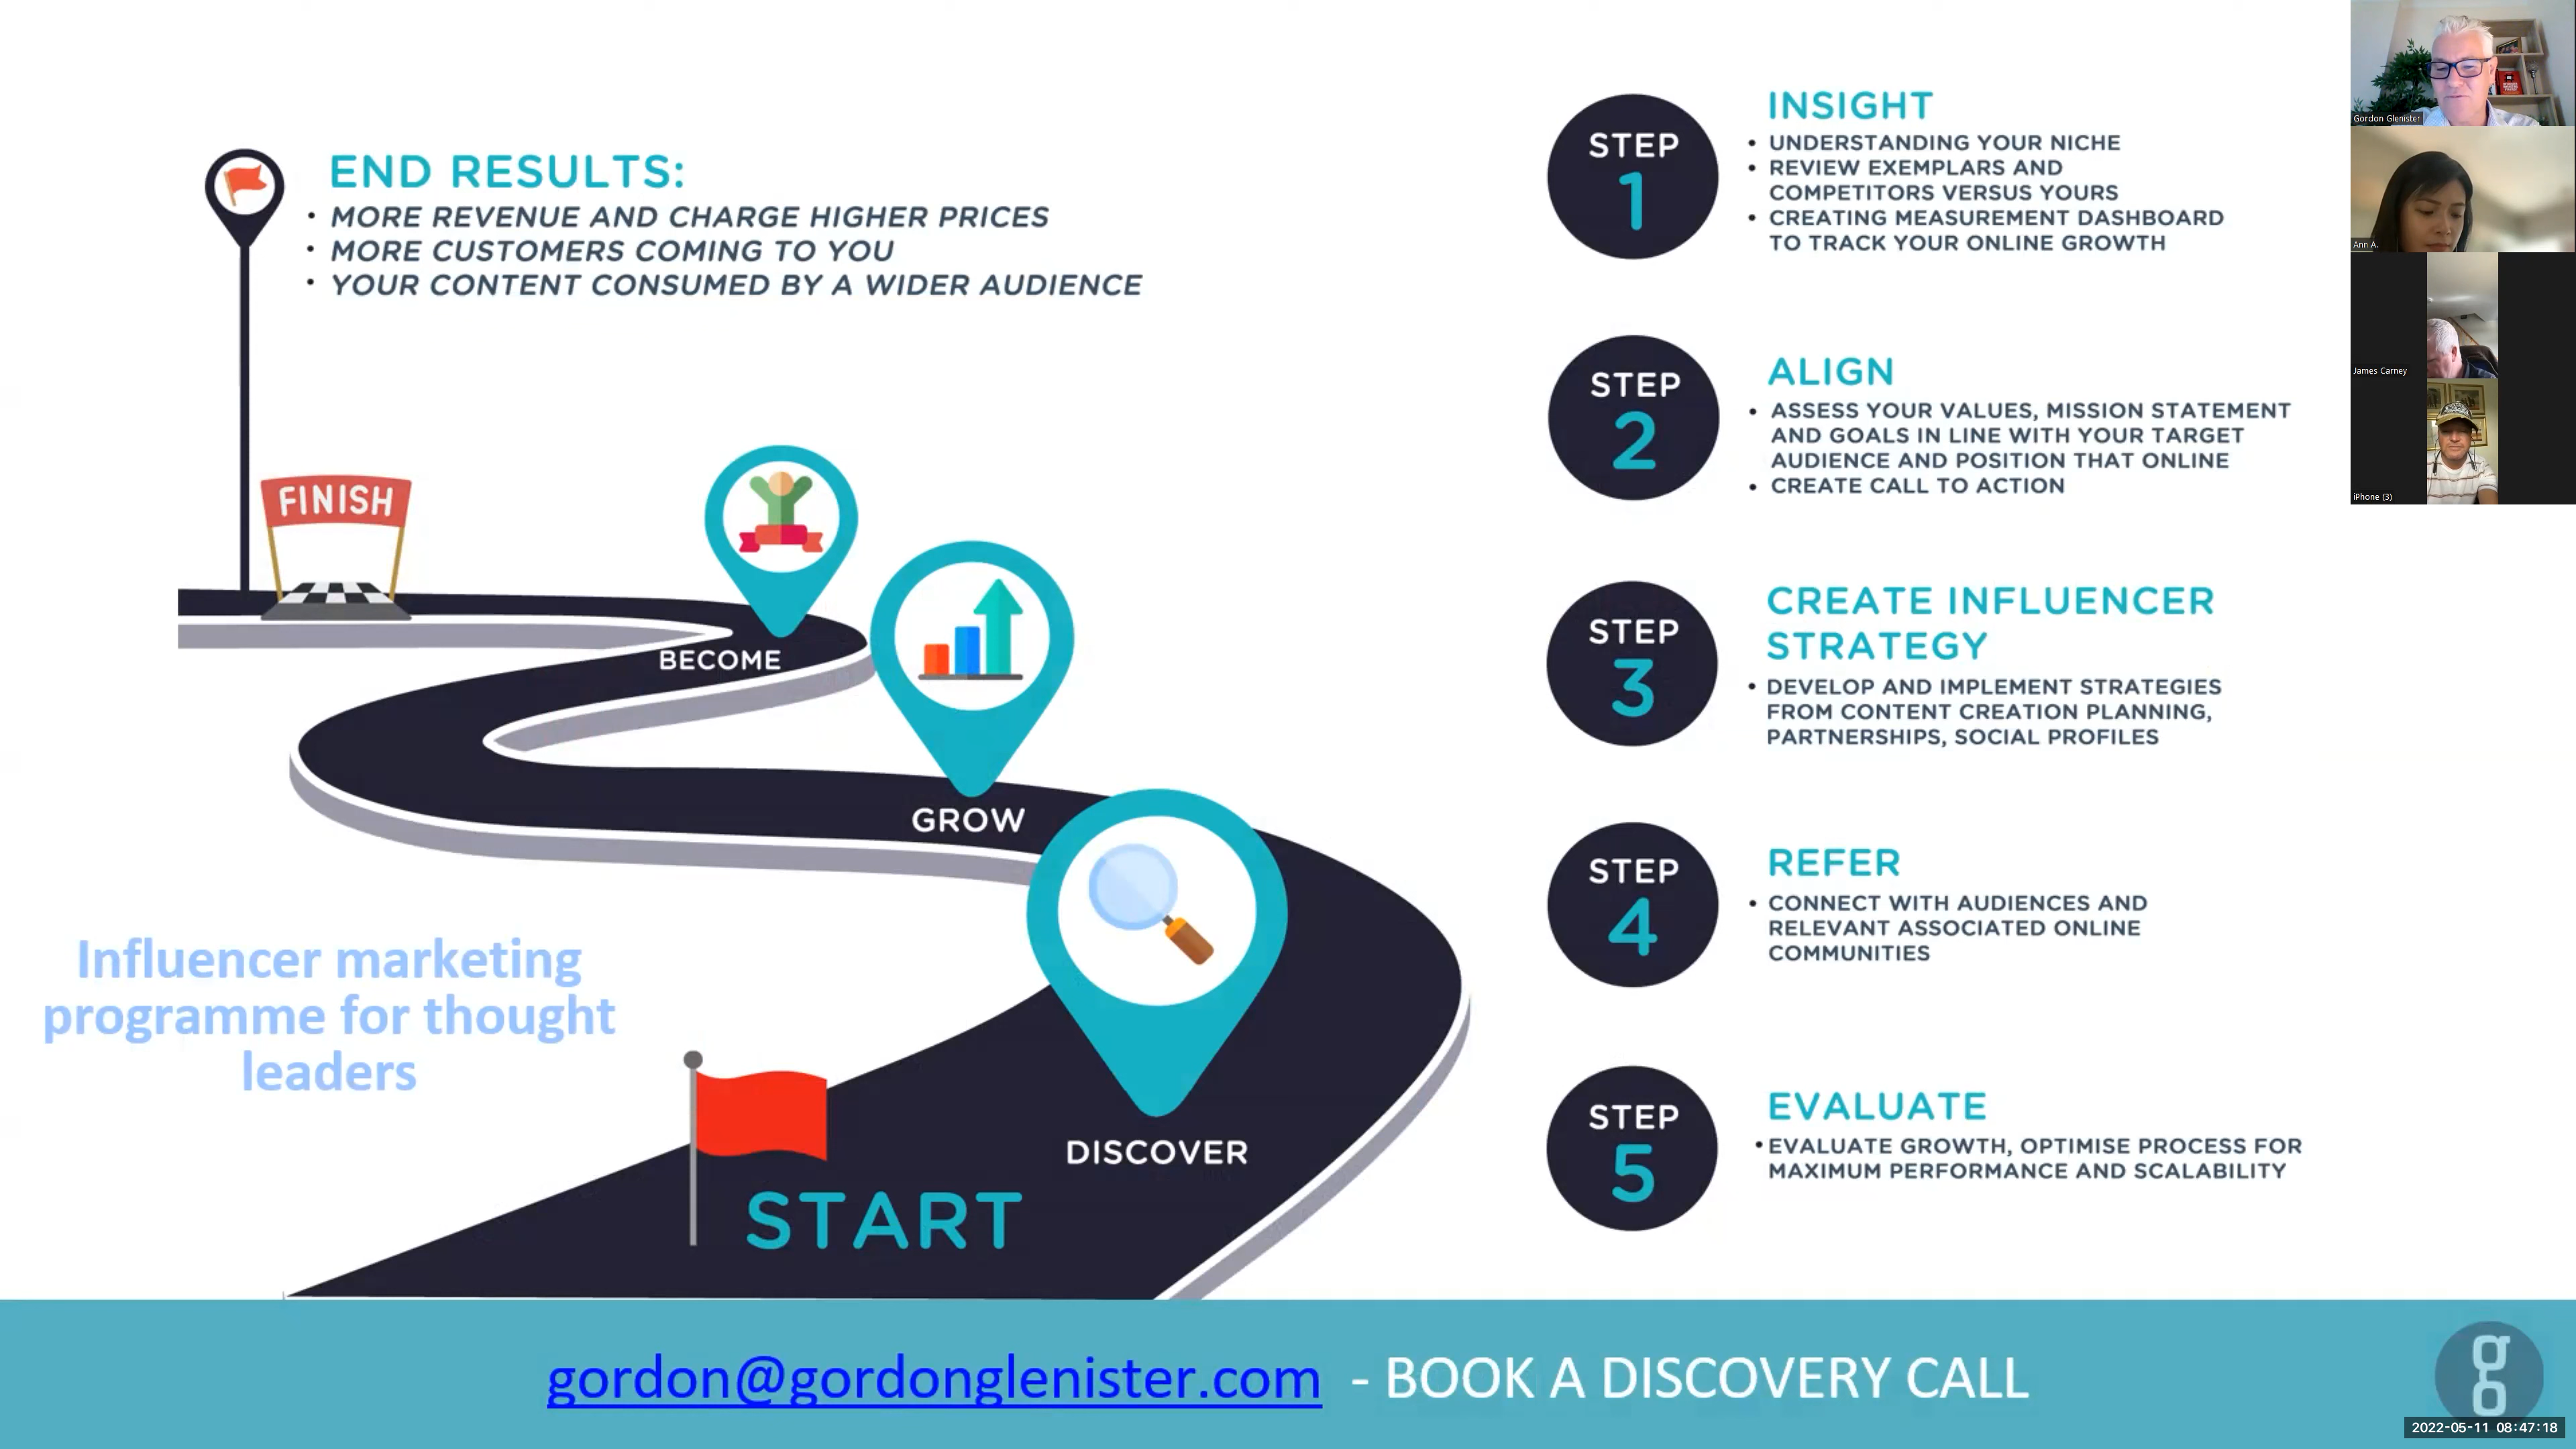 END RESULTS:
• MORE REVENUE AND CHARGE HIGHER PRICES
• MORE CUSTOMERS COMING TO YOU
• YOUR CONTENT CONSUMED BY A WIDER AUDIENCE
FINISH
BECOME
GROW
DISCOVER
START
Influencer marketing
programme for thought
leaders
STEP
1
INSIGHT
• UNDERSTANDING YOUR NICHE
• REVIEW EXEMPLARS AND
COMPETITORS VERSUS YOURS
• CREATING MEASUREMENT DASHBOARD
TO TRACK YOUR ONLINE GROWTH
STEP
2
ALIGN
• ASSESS YOUR VALUES, MISSION STATEMENT
AND GOALS IN LINE WITH YOUR TARGET
AUDIENCE AND POSITION THAT ONLINE
• CREATE CALL TO ACTION
STEP
3
CREATE INFLUENCER
STRATEGY
• DEVELOP AND IMPLEMENT STRATEGIES
FROM CONTENT CREATION PLANNING,
PARTNERSHIPS, SOCIAL PROFILES
STEP
4
REFER
• CONNECT WITH AUDIENCES AND
RELEVANT ASSOCIATED ONLINE
COMMUNITIES
STEP
5
EVALUATE
• EVALUATE GROWTH, OPTIMISE PROCESS FOR
MAXIMUM PERFORMANCE AND SCALABILITY
Gordon Glenister
Ann A.
James Carney
iPhone (3)
gordon@gordonglenister.com - BOOK A DISCOVERY CALL
g
2022-05-11 08:47:18